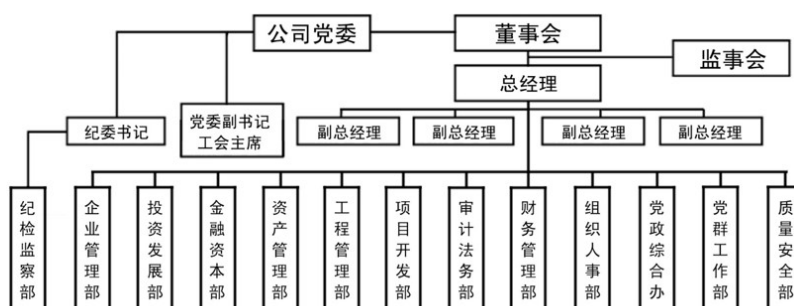 公司党委
董事会
监事会
总经理
纪委书记
党委副书记
工会主席
副总经理
副总经理
副总经理
副总经理
纪检监察部
企业管理部
投资发展部
金融资本部
资产管理部
工程管理部
项目开发部
审计法务部
财务管理部
组织人事部
党政综合办
党群工作部
质量安全部